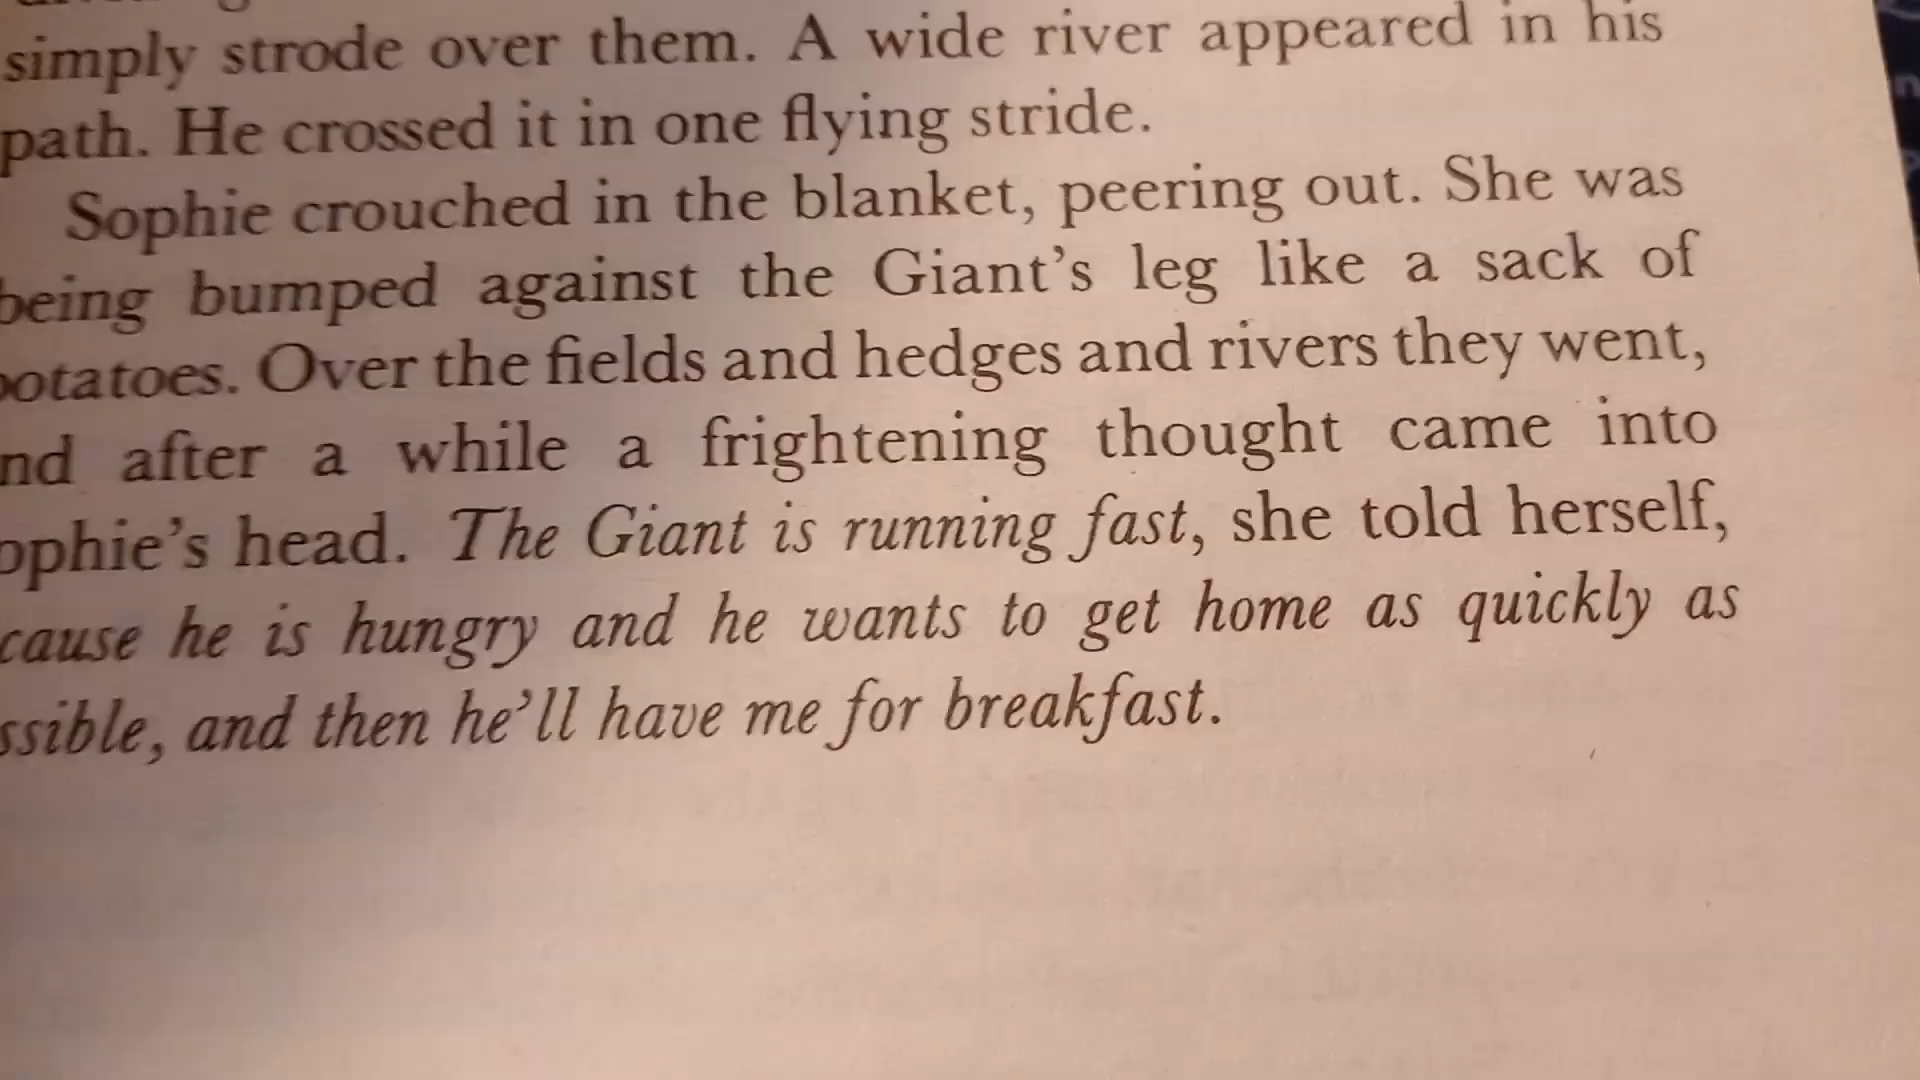 simply strode over them. A wide river appeared in his
path. He crossed it in one flying stride.
Sophie crouched in the blanket, peering out. She was
being bumped against the Giant's leg like a sack of
potatoes. Over the fields and hedges and rivers they went,
nd after a while a frightening thought came into
ophie's head. The Giant is running fast, she told herself,
cause he is hungry and he wants to get home as quickly as
ssible, and then he'll have me for breakfast.